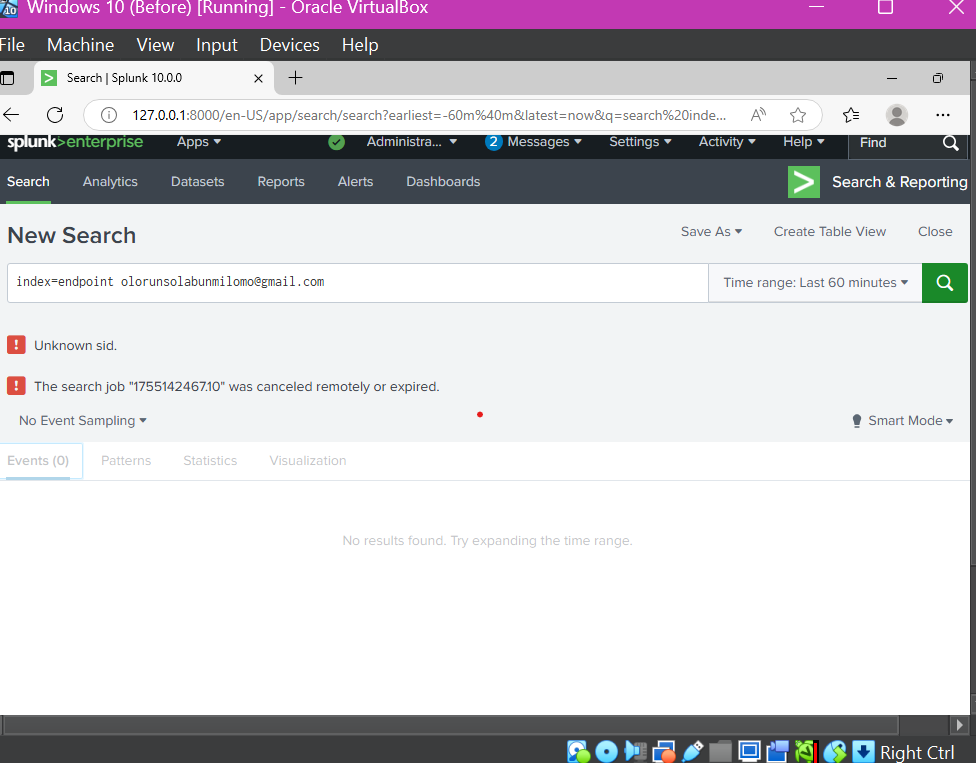 Windows 10 (Before) [Running] - Oracle VirtualBox
File Machine View Input Devices Help
Search | Splunk 10.0.0
127.0.0.1:8000/en-US/app/search/search?earliest=-60m%40m&latest=now&q=search%20inde...
splunk>enterprise Apps Administra... 2 Messages Settings Activity Help Find
Search Analytics Datasets Reports Alerts Dashboards > Search & Reporting
New Search Save As Create Table View Close
index=endpoint olorunsolabunmilomo@gmail.com Time range: Last 60 minutes
! Unknown sid.
! The search job "1755142467.10" was canceled remotely or expired.
No Event Sampling Smart Mode
Events (0) Patterns Statistics Visualization
No results found. Try expanding the time range.
Right Ctrl